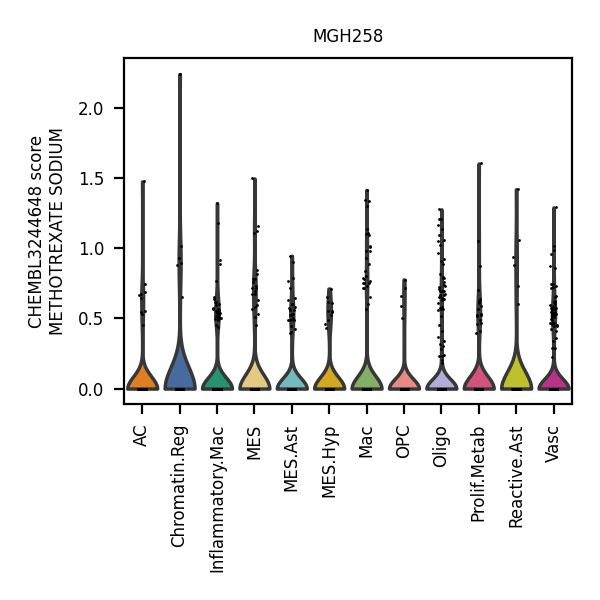 MGH258
CHEMBL3244648 score
METHOTREXATE SODIUM
2.0
1.5
1.0
0.5
0.0
AC
Chromatin.Reg
Inflammatory.Mac
MES
MES.Ast
MES.Hyp
Mac
OPC
Oligo
Prolif.Metab
Reactive.Ast
Vasc